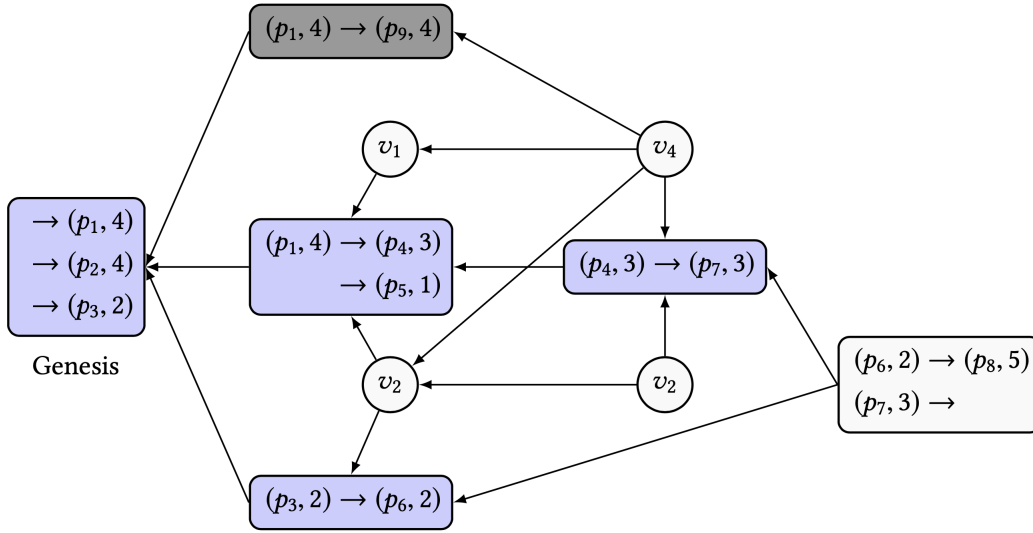 (p₁, 4) → (p₉, 4)
v₁
v₄
→ (p₁, 4)
→ (p₂, 4)
→ (p₃, 2)
Genesis
(p₁, 4) → (p₄, 3)
→ (p₅, 1)
(p₄, 3) → (p₇, 3)
v₂
v₂
(p₆, 2) → (p₈, 5)
(p₇, 3) →
(p₃, 2) → (p₆, 2)